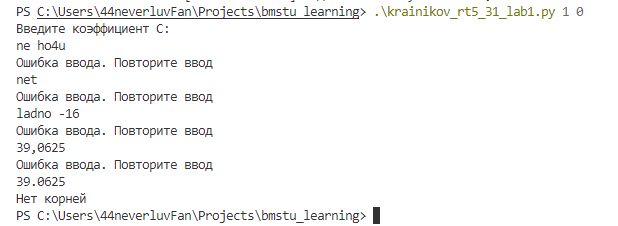 PS C:\Users\44neverluvFan\Projects\bmstu_learning> .\krainikov_rt5_31_lab1.py 1 0
Введите коэффициент С:
ne ho4u
Ошибка ввода. Повторите ввод
net
Ошибка ввода. Повторите ввод
ladno -16
Ошибка ввода. Повторите ввод
39,0625
Ошибка ввода. Повторите ввод
39.0625
Нет корней
PS C:\Users\44neverluvFan\Projects\bmstu_learning>